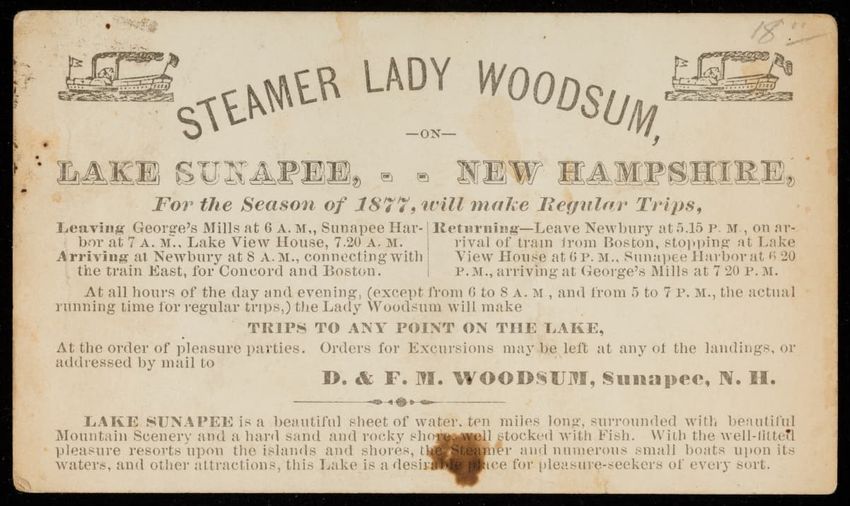 18 00
STEAMER LADY WOODSUM,
—ON—
LAKE SUNAPEE, - - NEW HAMPSHIRE,
For the Season of 1877, will make Regular Trips,
Leaving George's Mills at 6 A. M., Sunapee Har-
bor at 7 A. M., Lake View House, 7.20 A. M.
Arriving at Newbury at 8 A. M., connecting with
the train East, for Concord and Boston.
Returning—Leave Newbury at 5.15 P. M., on ar-
rival of train from Boston, stopping at Lake
View House at 6 P. M., Sunapee Harbor at 6 20
P. M., arriving at George's Mills at 7 20 P. M.
At all hours of the day and evening, (except from 6 to 8 A. M., and from 5 to 7 P. M., the actual
running time for regular trips,) the Lady Woodsum will make
TRIPS TO ANY POINT ON THE LAKE,
At the order of pleasure parties. Orders for Excursions may be left at any of the landings, or
addressed by mail to
D. & F. M. WOODSUM, Sunapee, N. H.
LAKE SUNAPEE is a beautiful sheet of water, ten miles long, surrounded with beautiful
Mountain Scenery and a hard sand and rocky shore, well stocked with Fish. With the well-fitted
pleasure resorts upon the islands and shores, the Steamer and numerous small boats upon its
waters, and other attractions, this Lake is a desirable place for pleasure-seekers of every sort.